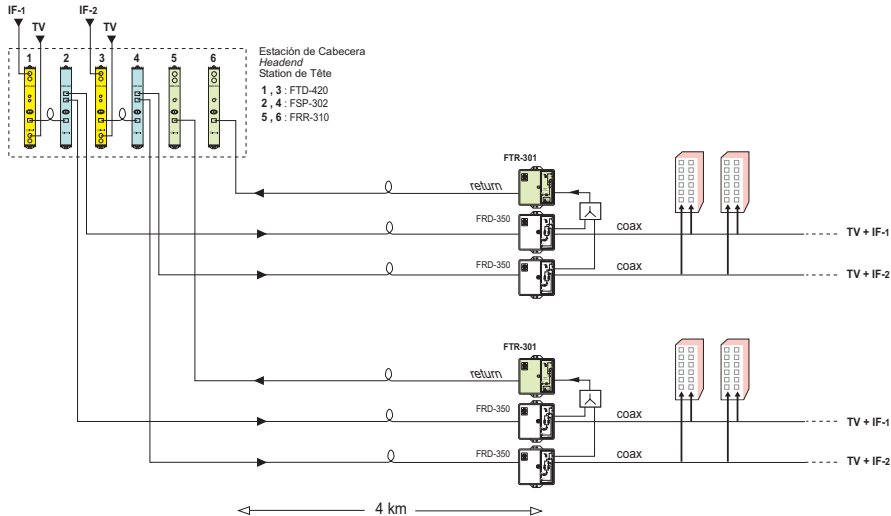 IF-1
IF-2
TV
TV
1
2
3
4
5
6
Estación de Cabecera
Headend
Station de Tête
1 , 3 : FTD-420
2 , 4 : FSP-302
5 , 6 : FRR-310
FTR-301
return
FRD-350
coax
TV + IF-1
FRD-350
coax
TV + IF-2
FTR-301
return
FRD-350
coax
TV + IF-1
FRD-350
coax
TV + IF-2
4 km